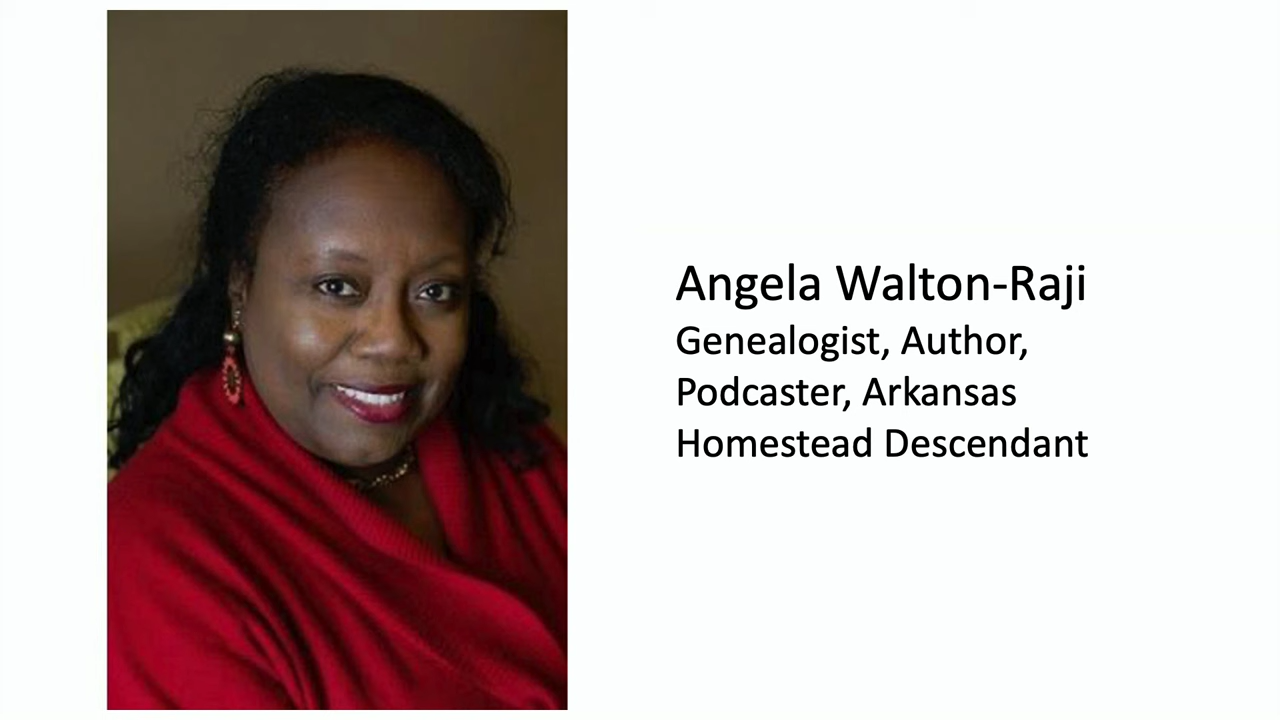 Angela Walton-Raji
Genealogist, Author,
Podcaster, Arkansas
Homestead Descendant